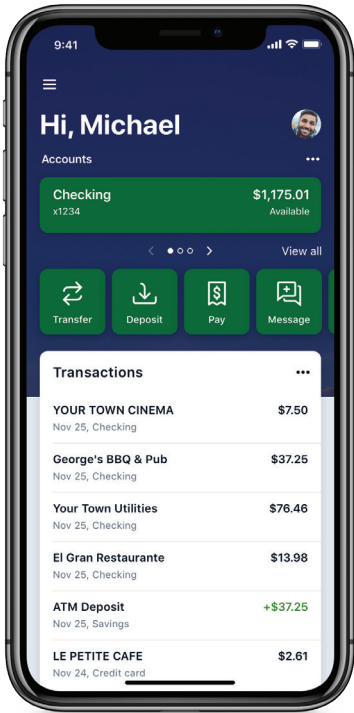 9:41
Hi, Michael
Accounts
Checking $1,175.01
x1234 Available
View all
Transfer Deposit Pay Message
Transactions
YOUR TOWN CINEMA $7.50
Nov 25, Checking
George's BBQ & Pub $37.25
Nov 25, Checking
Your Town Utilities $76.46
Nov 25, Checking
El Gran Restaurante $13.98
Nov 25, Checking
ATM Deposit +$37.25
Nov 25, Savings
LE PETITE CAFE $2.61
Nov 24, Credit card